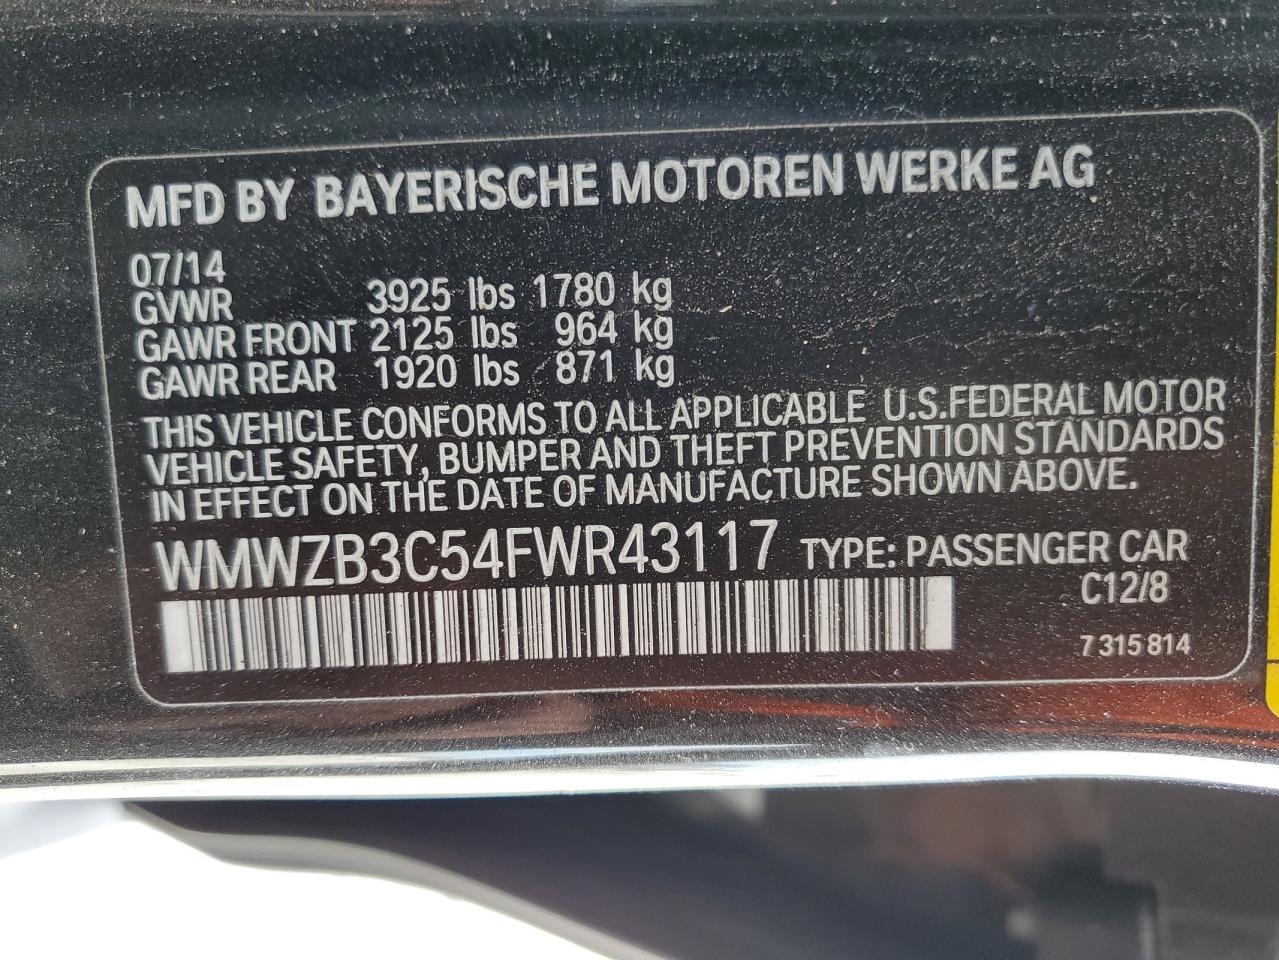 MFD BY BAYERISCHE MOTOREN WERKE AG
07/14
GVWR 3925 lbs 1780 kg
GAWR FRONT 2125 lbs 964 kg
GAWR REAR 1920 lbs 871 kg
THIS VEHICLE CONFORMS TO ALL APPLICABLE U.S.FEDERAL MOTOR
VEHICLE SAFETY, BUMPER AND THEFT PREVENTION STANDARDS
IN EFFECT ON THE DATE OF MANUFACTURE SHOWN ABOVE.
WMWZB3C54FWR43117 TYPE: PASSENGER CAR
C12/8
7 315 814